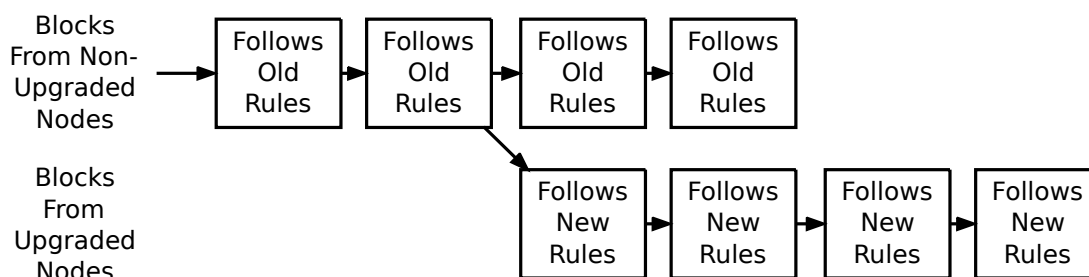 Blocks
From Non-
Upgraded
Nodes
Follows
Old
Rules
Follows
Old
Rules
Follows
Old
Rules
Follows
Old
Rules
Blocks
From
Upgraded
Nodes
Follows
New
Rules
Follows
New
Rules
Follows
New
Rules
Follows
New
Rules